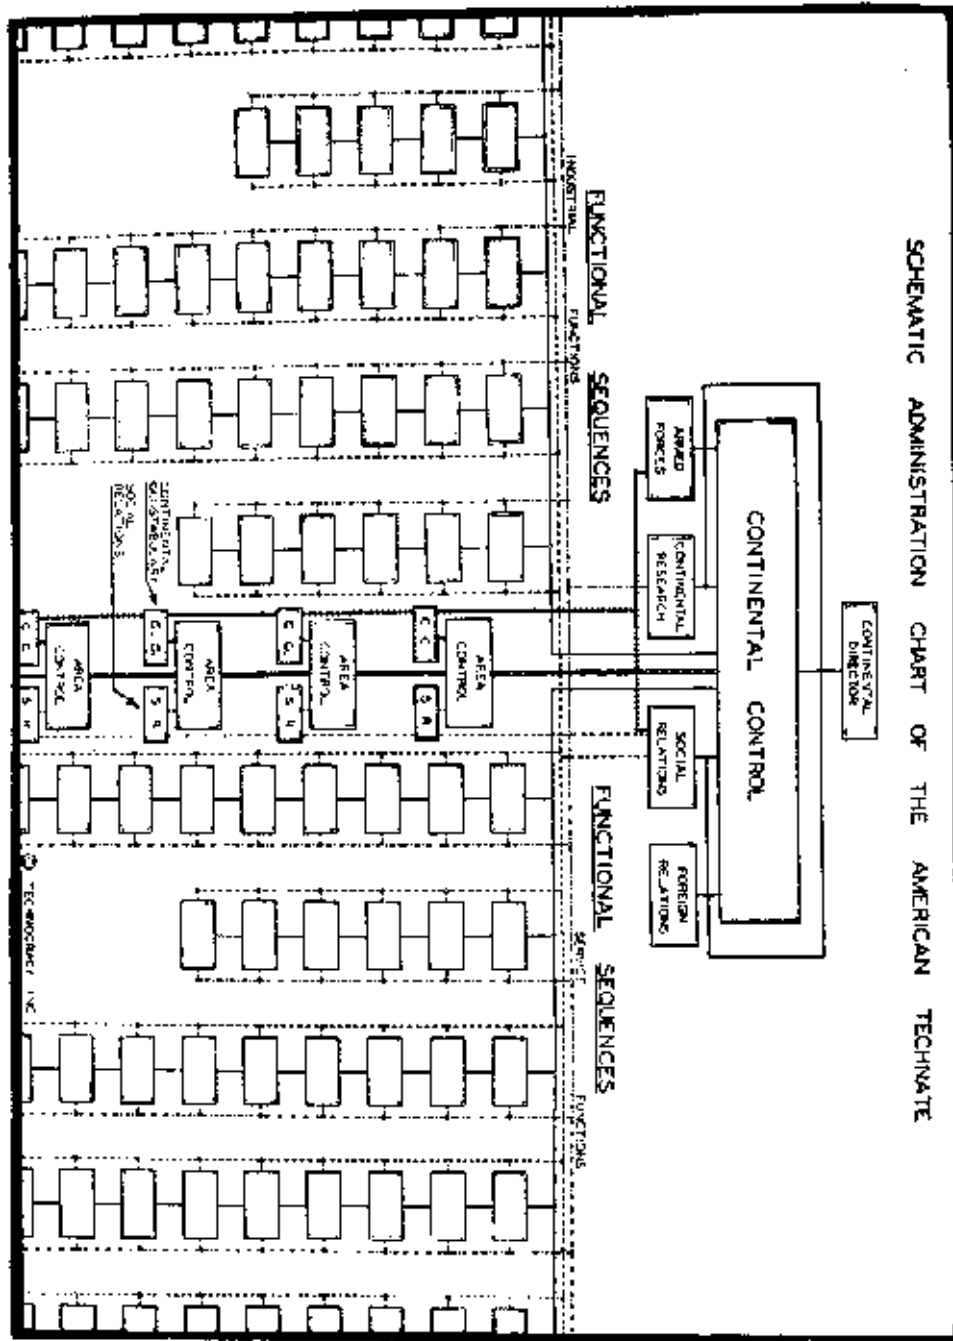 SCHEMATIC ADMINISTRATION CHART OF THE AMERICAN TECHNATE
CONTINENTAL
DIRECTOR
CONTINENTAL CONTROL
ARMED
FORCES
CONTINENTAL
RESEARCH
SOCIAL
RELATIONS
FOREIGN
RELATIONS
FUNCTIONAL SEQUENCES
FUNCTIONAL SEQUENCES
INDUSTRIAL FUNCTIONS
SERVICE FUNCTIONS
AREA
CONTROL
C C
S R
AREA
CONTROL
C C
S R
AREA
CONTROL
C C
S R
AREA
CONTROL
C C
S R
CONTINENTAL
CONSTABULARY
SOCIAL
RELATIONS
© TECHNOCRACY INC